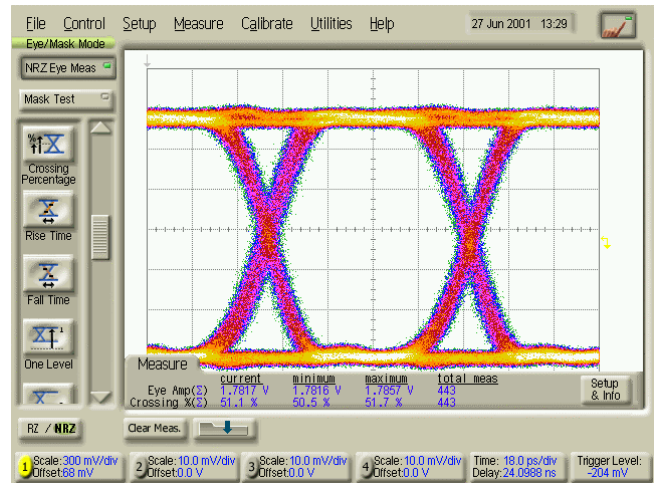 File Control Setup Measure Calibrate Utilities Help 27 Jun 2001 13:29
Eye/Mask Mode
NRZ Eye Meas
Mask Test
Crossing
Percentage
Rise Time
Fall Time
One Level
Measure
current minimum maximum total meas
Eye Amp(Σ) 1.7817 V 1.7816 V 1.7857 V 443
Crossing %(Σ) 51.1 % 50.5 % 51.7 % 443
Setup
& Info
RZ / NRZ
Clear Meas.
1 Scale:300 mV/div 2 Scale:10.0 mV/div 3 Scale:10.0 mV/div 4 Scale:10.0 mV/div Time: 18.0 ps/div Trigger Level:
Offset:68 mV Offset:0.0 V Offset:0.0 V Offset:0.0 V Delay:24.0988 ns -204 mV